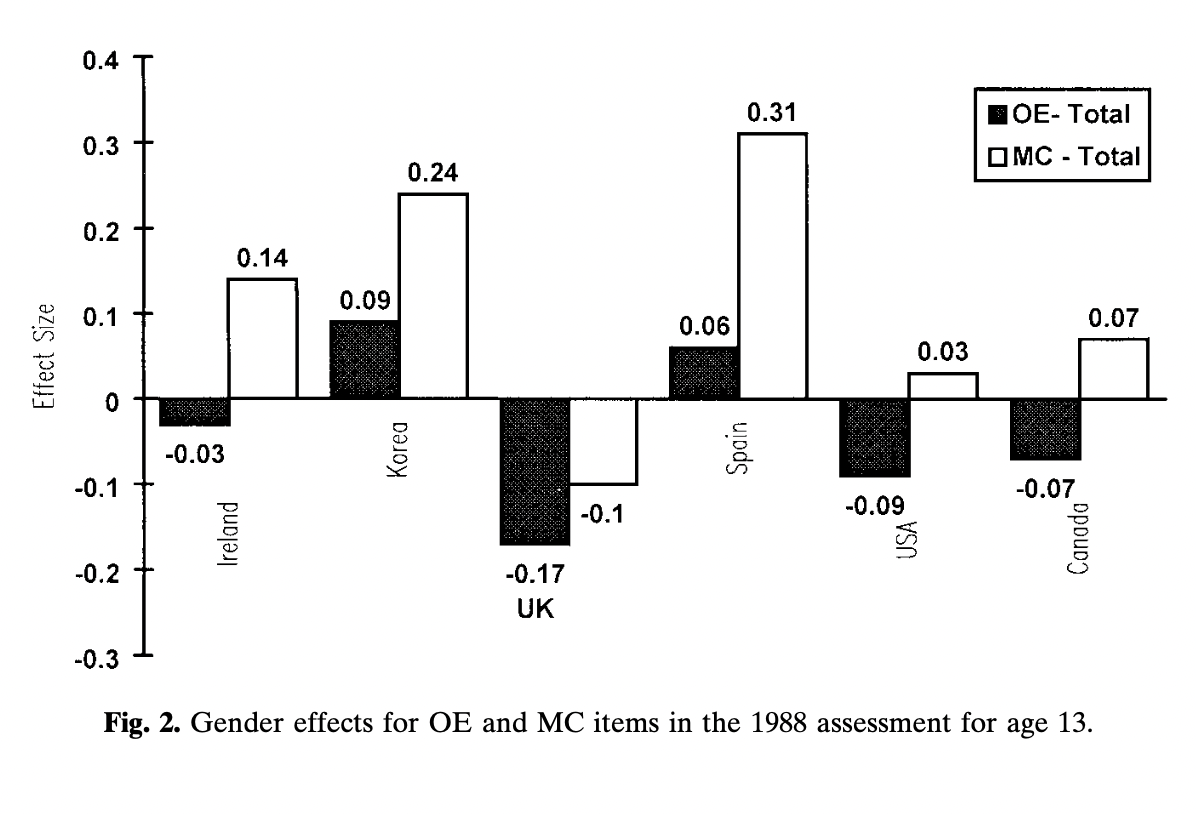 0.4
0.3
0.2
0.1
0
-0.1
-0.2
-0.3
Effect Size
OE- Total
MC - Total
-0.03
0.14
Ireland
0.09
0.24
Korea
-0.17
-0.1
UK
0.06
0.31
Spain
-0.09
0.03
USA
-0.07
0.07
Canada
Fig. 2. Gender effects for OE and MC items in the 1988 assessment for age 13.